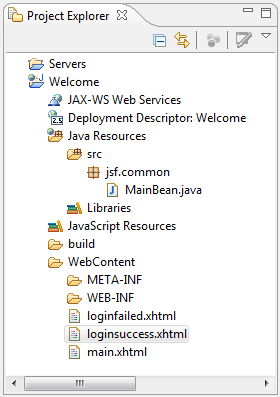 Project Explorer
Servers
Welcome
JAX-WS Web Services
Deployment Descriptor: Welcome
Java Resources
src
jsf.common
MainBean.java
Libraries
JavaScript Resources
build
WebContent
META-INF
WEB-INF
loginfailed.xhtml
loginsuccess.xhtml
main.xhtml